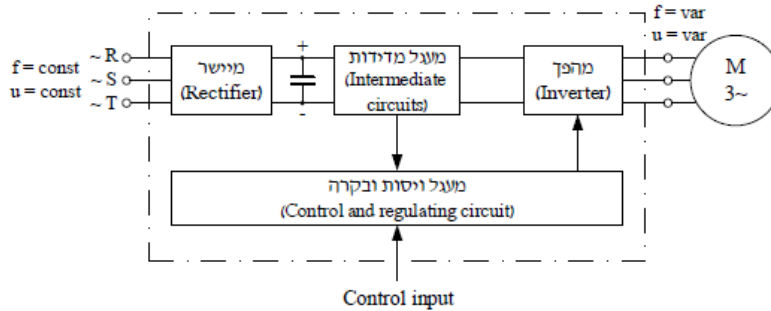 f = var
u = var
f = const
u = const
~ R
~ S
~ T
מיישר
(Rectifier)
+
-
מעגל מדידות
(Intermediate
circuits)
מהפך
(Inverter)
M
3~
מעגל ויסות ובקרה
(Control and regulating circuit)
Control input